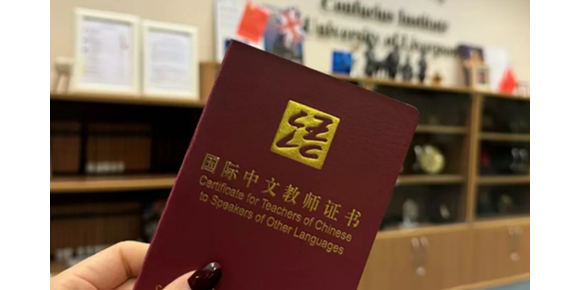 Confucius Institute
University of Liverpool
国际中文教师证书
Certificate for Teachers of Chinese
to Speakers of Other Languages